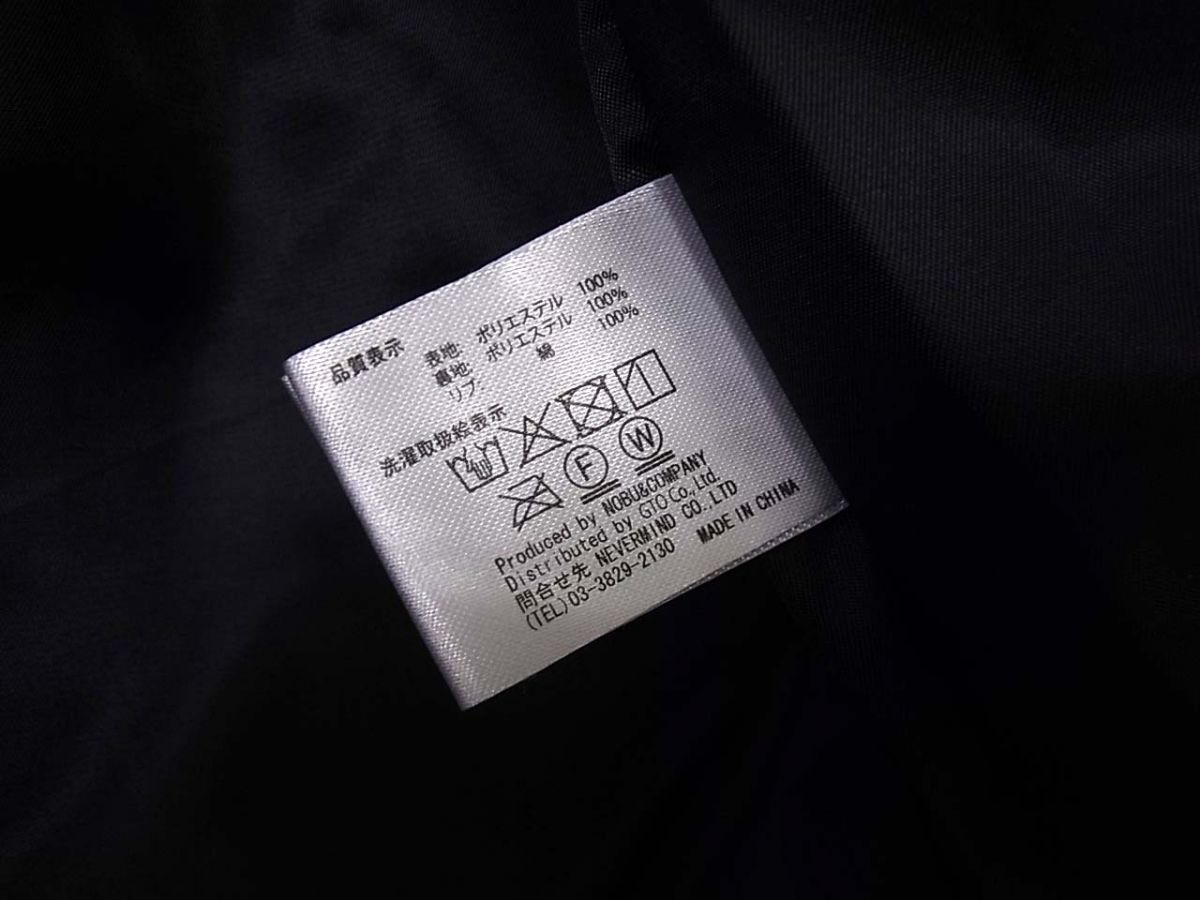 品質表示
表地 ポリエステル 100%
裏地 ポリエステル 100%
リブ 綿 100%
洗濯取扱絵表示
F W
Produced by NOBU&COMPANY
Distributed by GTO Co.,Ltd.
問合せ先 NEVERMIND CO.,LTD
(TEL)03-3829-2130 MADE IN CHINA